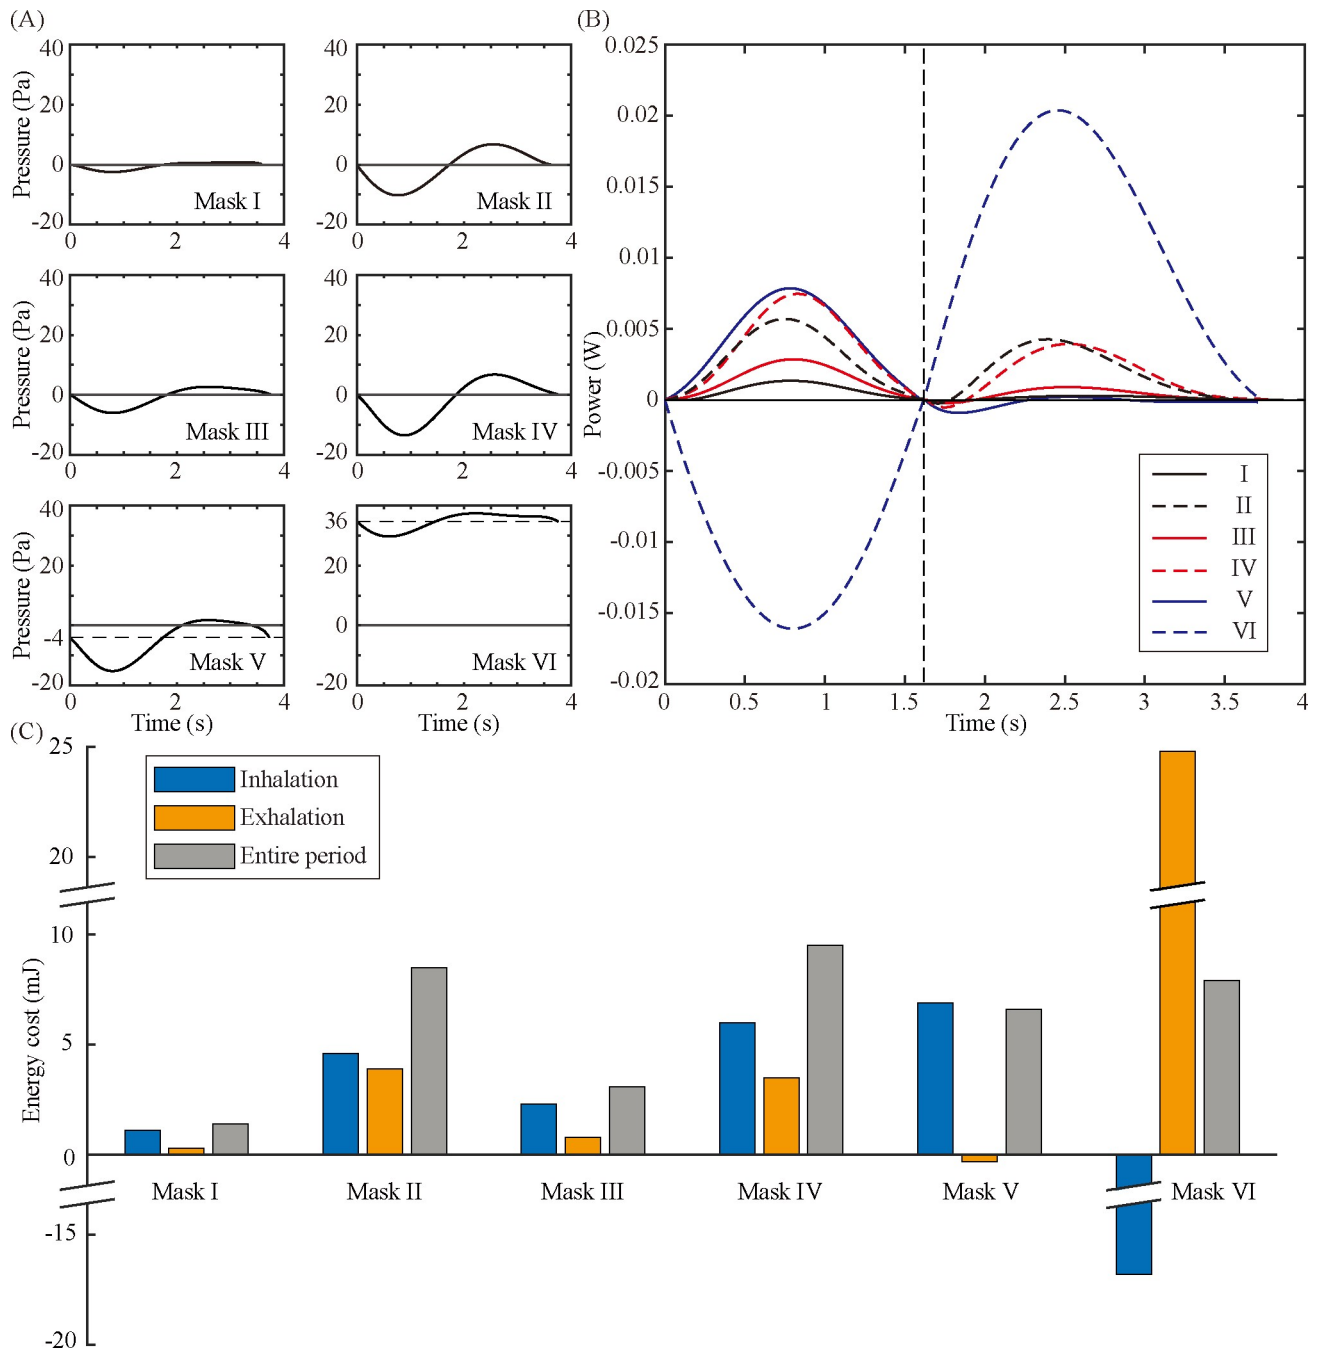 (A)
40
20
0
-20
Pressure (Pa)
Mask I
0 2 4
40
20
0
-20
Mask II
0 2 4
40
20
0
-20
Pressure (Pa)
Mask III
0 2 4
40
20
0
-20
Mask IV
0 2 4
40
20
0
-4
-20
Pressure (Pa)
Mask V
0 2 4
Time (s)
36
20
0
-20
Mask VI
0 2 4
Time (s)
(B)
0.025
0.02
0.015
0.01
0.005
0
-0.005
-0.01
-0.015
-0.02
Power (W)
I
II
III
IV
V
VI
0 0.5 1 1.5 2 2.5 3 3.5 4
Time (s)
(C)
25
20
10
5
0
-15
-20
Energy cost (mJ)
Inhalation
Exhalation
Entire period
Mask I Mask II Mask III Mask IV Mask V Mask VI